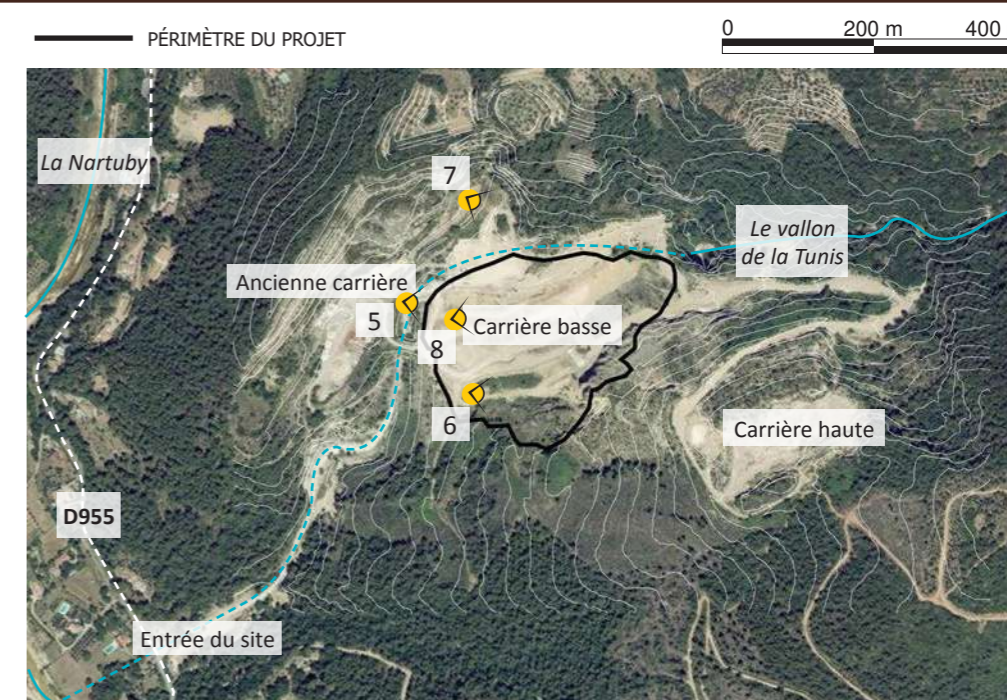 PÉRIMÈTRE DU PROJET
0 200 m 400
La Nartuby
7
Le vallon
de la Tunis
Ancienne carrière
5
Carrière basse
8
6
Carrière haute
D955
Entrée du site